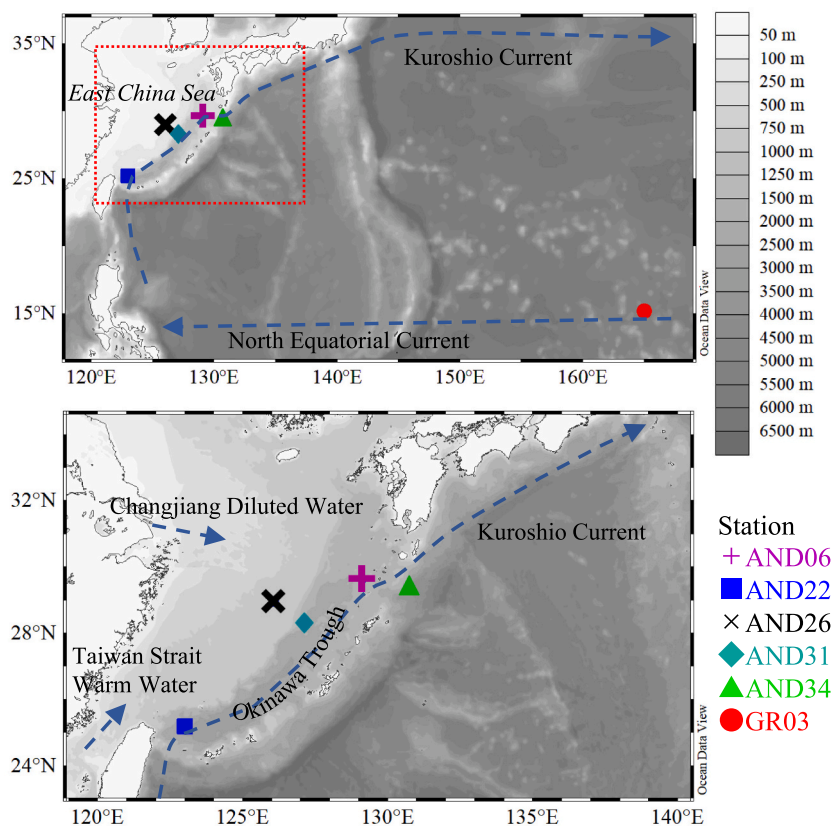 35°N
25°N
15°N
East China Sea
Kuroshio Current
North Equatorial Current
120°E
130°E
140°E
150°E
160°E
Ocean Data View
50 m
100 m
250 m
500 m
750 m
1000 m
1250 m
1500 m
2000 m
2500 m
3000 m
3500 m
4000 m
4500 m
5000 m
5500 m
6000 m
6500 m
32°N
28°N
24°N
Changjiang Diluted Water
Kuroshio Current
Okinawa Trough
Taiwan Strait
Warm Water
120°E
125°E
130°E
135°E
140°E
Ocean Data View
Station
AND06
AND22
AND26
AND31
AND34
GR03